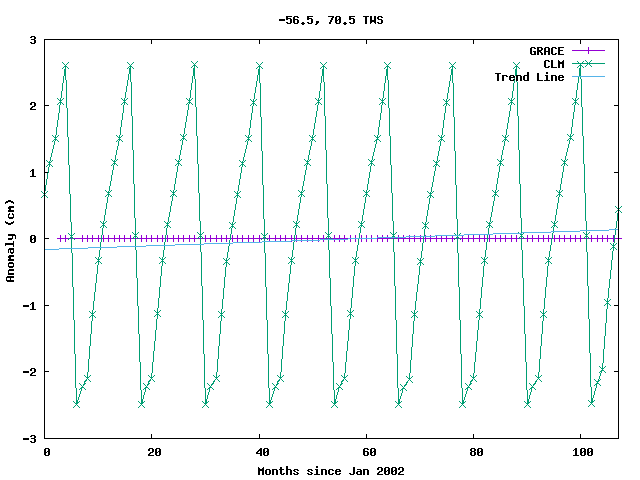 -56.5, 70.5 TWS
GRACE
CLM
Trend Line
3
2
1
0
-1
-2
-3
Anomaly (cm)
0 20 40 60 80 100
Months since Jan 2002